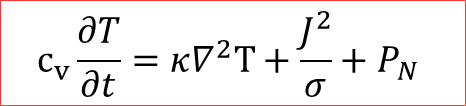 c_v ∂T/∂t = κ∇²T + J²/σ + P_N